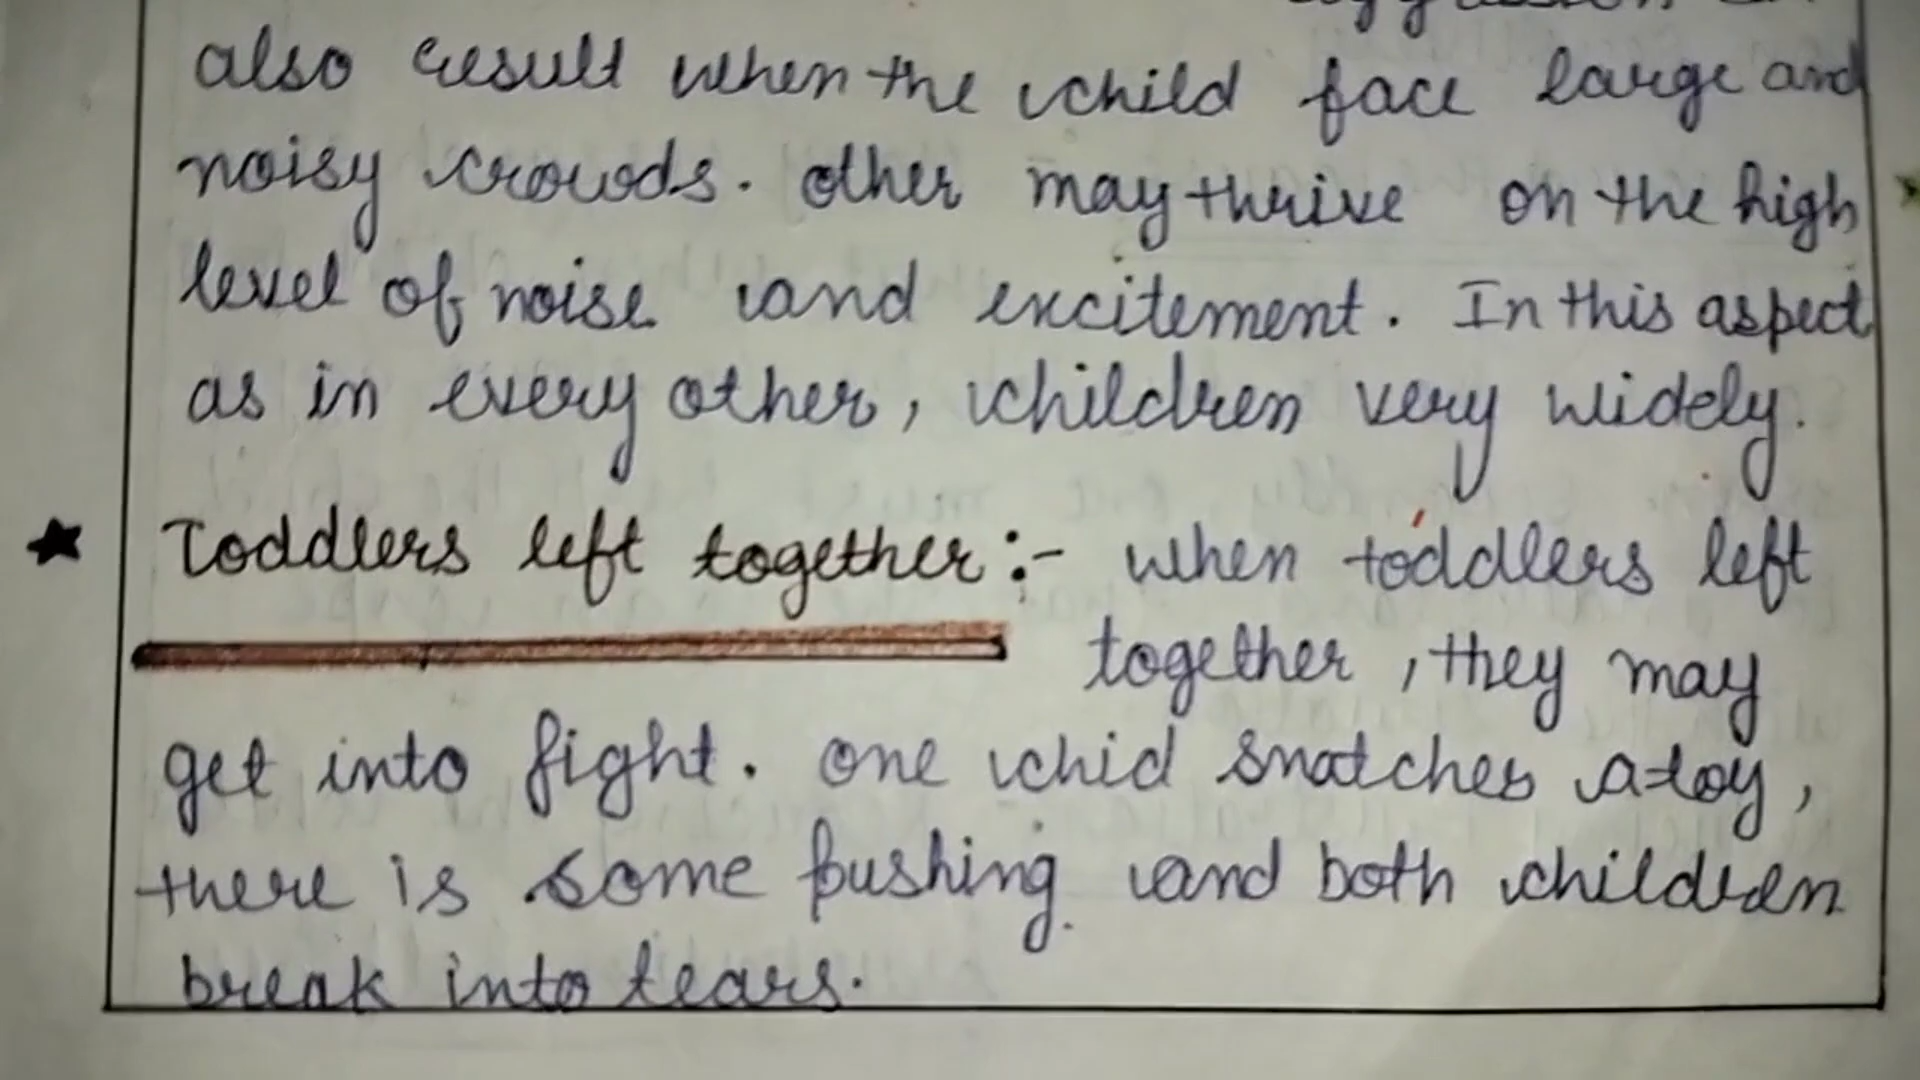 also result when the child face large and
noisy crowds. other may thrive on the high
level of noise and excitement. In this aspect
as in every other, children very widely.
★ Toddlers left together :- when toddlers left
together, they may
get into fight. one chid snatches a toy,
there is some pushing and both children
break into tears.